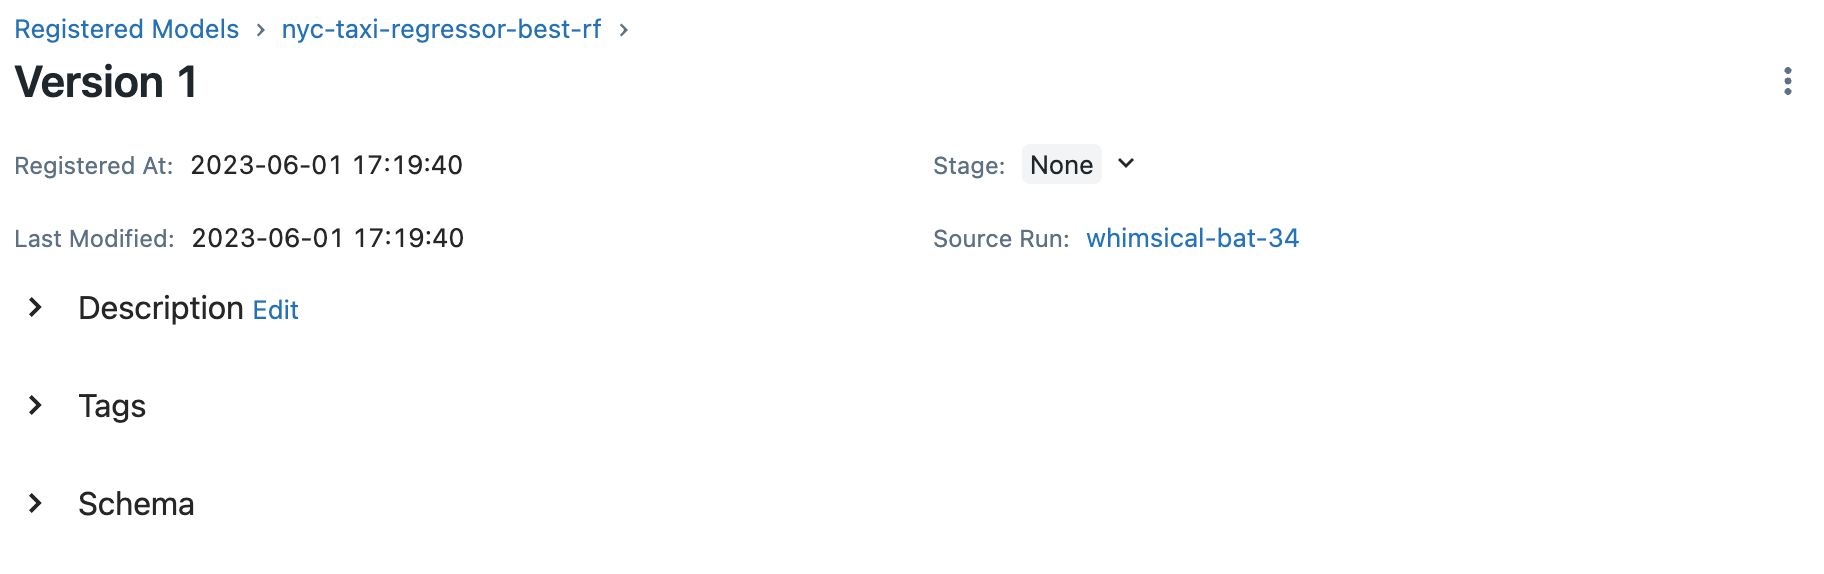 Registered Models > nyc-taxi-regressor-best-rf >
Version 1
Registered At: 2023-06-01 17:19:40
Stage: None
Last Modified: 2023-06-01 17:19:40
Source Run: whimsical-bat-34
Description Edit
Tags
Schema